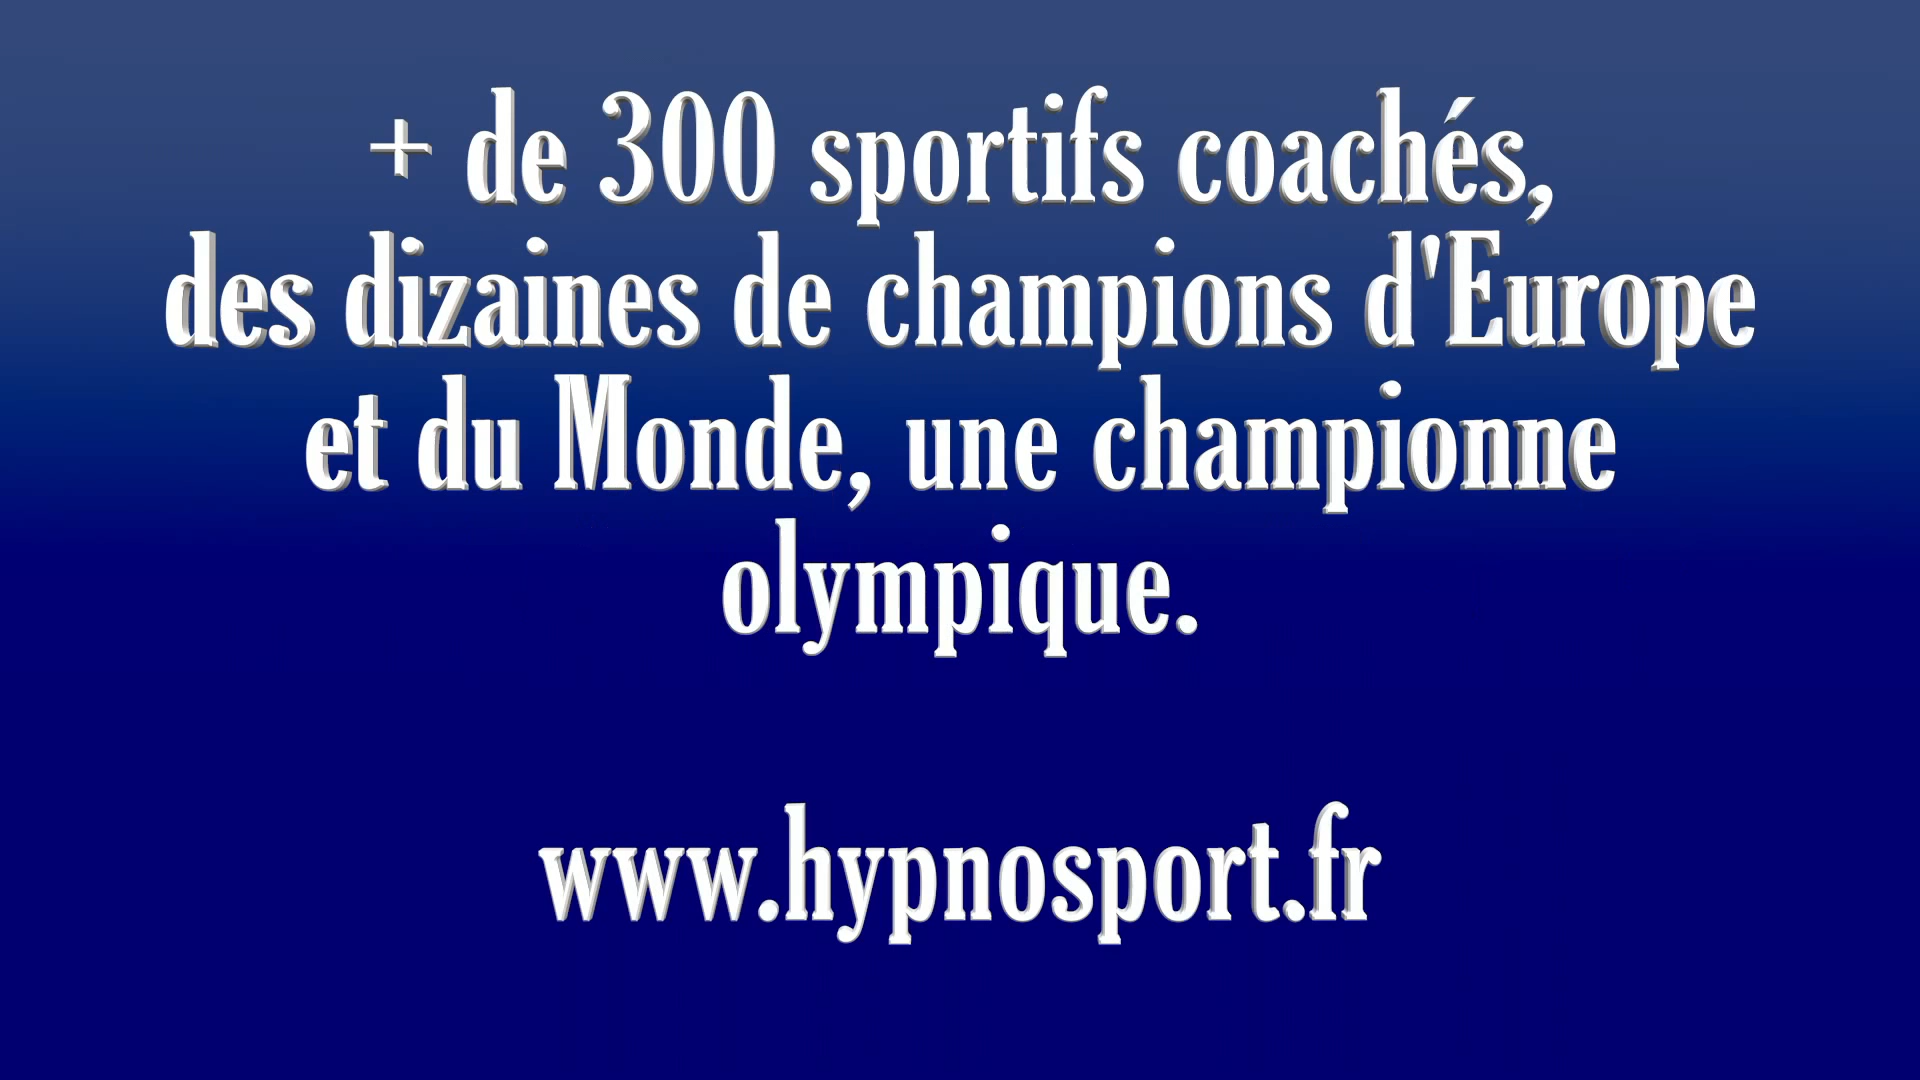 + de 300 sportifs coachés,
des dizaines de champions d'Europe
et du Monde, une championne
olympique.
www.hypnosport.fr